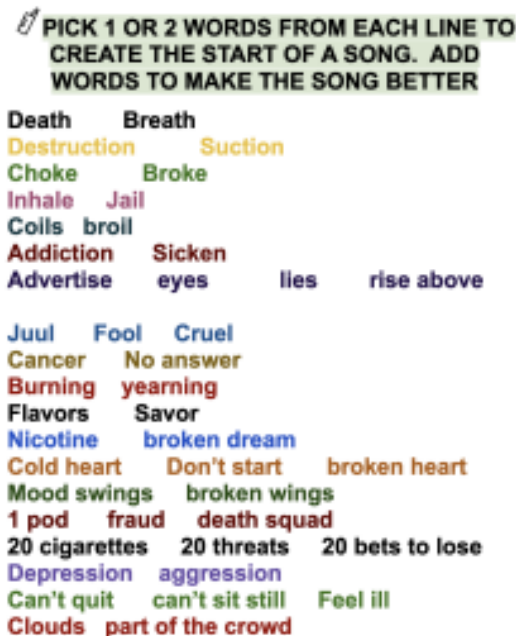 PICK 1 OR 2 WORDS FROM EACH LINE TO
CREATE THE START OF A SONG. ADD
WORDS TO MAKE THE SONG BETTER
Death Breath
Destruction Suction
Choke Broke
Inhale Jail
Coils broil
Addiction Sicken
Advertise eyes lies rise above
Juul Fool Cruel
Cancer No answer
Burning yearning
Flavors Savor
Nicotine broken dream
Cold heart Don't start broken heart
Mood swings broken wings
1 pod fraud death squad
20 cigarettes 20 threats 20 bets to lose
Depression aggression
Can't quit can't sit still Feel ill
Clouds part of the crowd